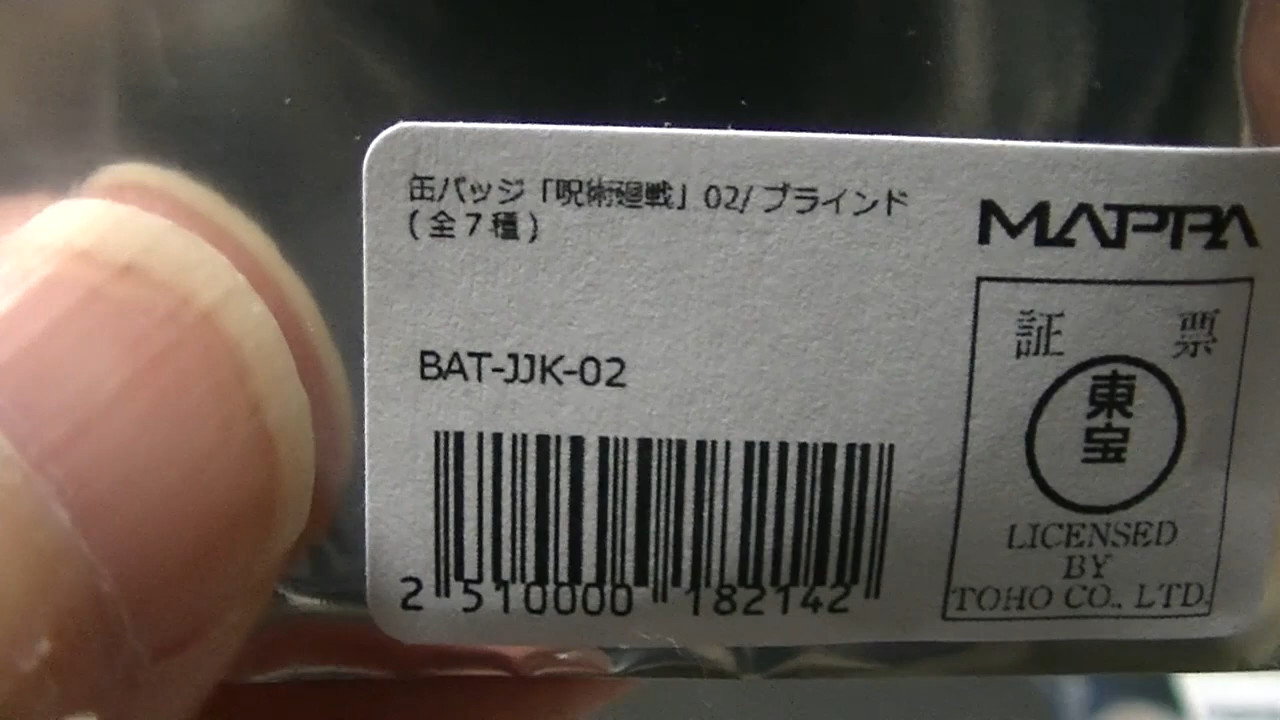 缶バッジ「呪術廻戦」02/ブラインド
(全7種)
MAPPA
証 票
東宝
LICENSED
BY
TOHO CO., LTD.
BAT-JJK-02
2 510000 182142